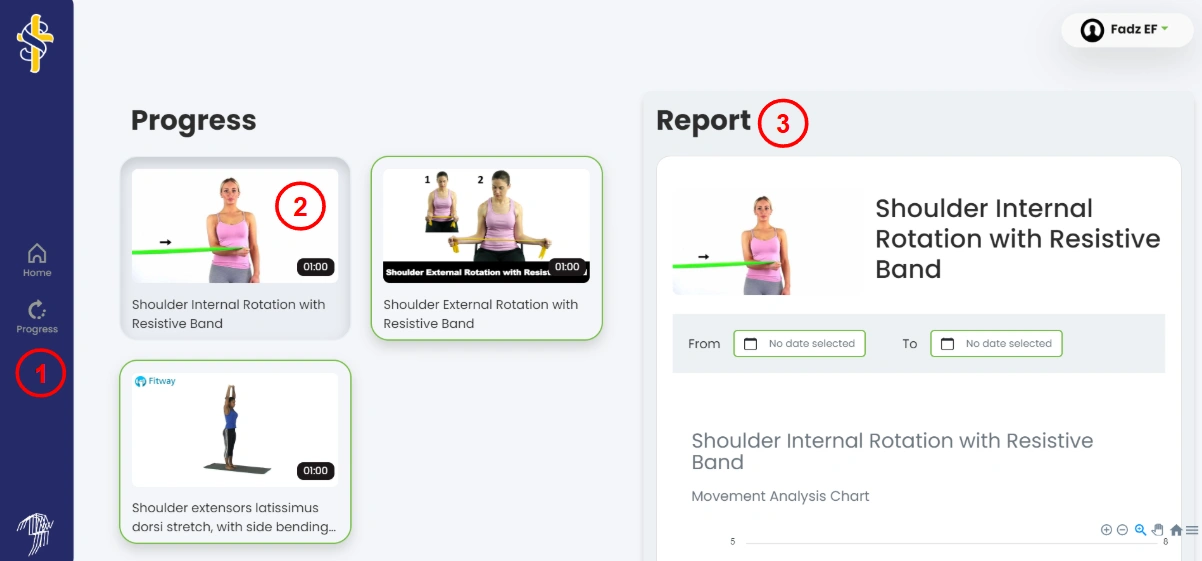 Fadz EF
Progress
Report
3
2
01:00
Shoulder Internal Rotation with
Resistive Band
1 2
Shoulder External Rotation with Resist
01:00
Shoulder External Rotation with
Resistive Band
Shoulder Internal
Rotation with Resistive
Band
Home
Progress
1
From No date selected To No date selected
Fitway
01:00
Shoulder extensors latissimus
dorsi stretch, with side bending...
Shoulder Internal Rotation with Resistive
Band
Movement Analysis Chart
5
8